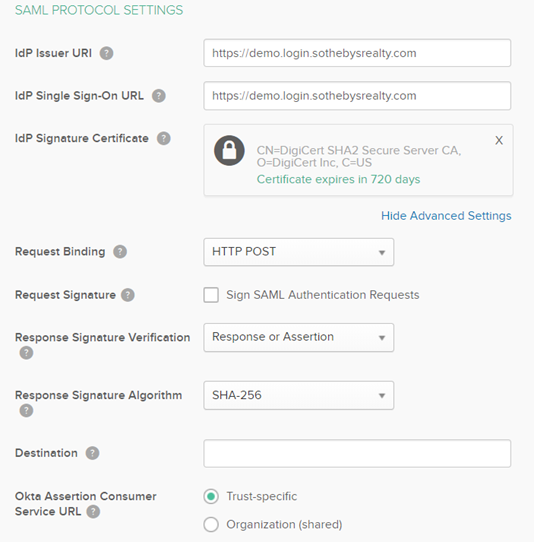 SAML PROTOCOL SETTINGS
IdP Issuer URI ?
https://demo.login.sothebysrealty.com
IdP Single Sign-On URL ?
https://demo.login.sothebysrealty.com
IdP Signature Certificate ?
X
CN=DigiCert SHA2 Secure Server CA,
O=DigiCert Inc, C=US
Certificate expires in 720 days
Hide Advanced Settings
Request Binding ?
HTTP POST
Request Signature ?
Sign SAML Authentication Requests
Response Signature Verification
?
Response or Assertion
Response Signature Algorithm
?
SHA-256
Destination ?
Okta Assertion Consumer
Service URL ?
Trust-specific
Organization (shared)